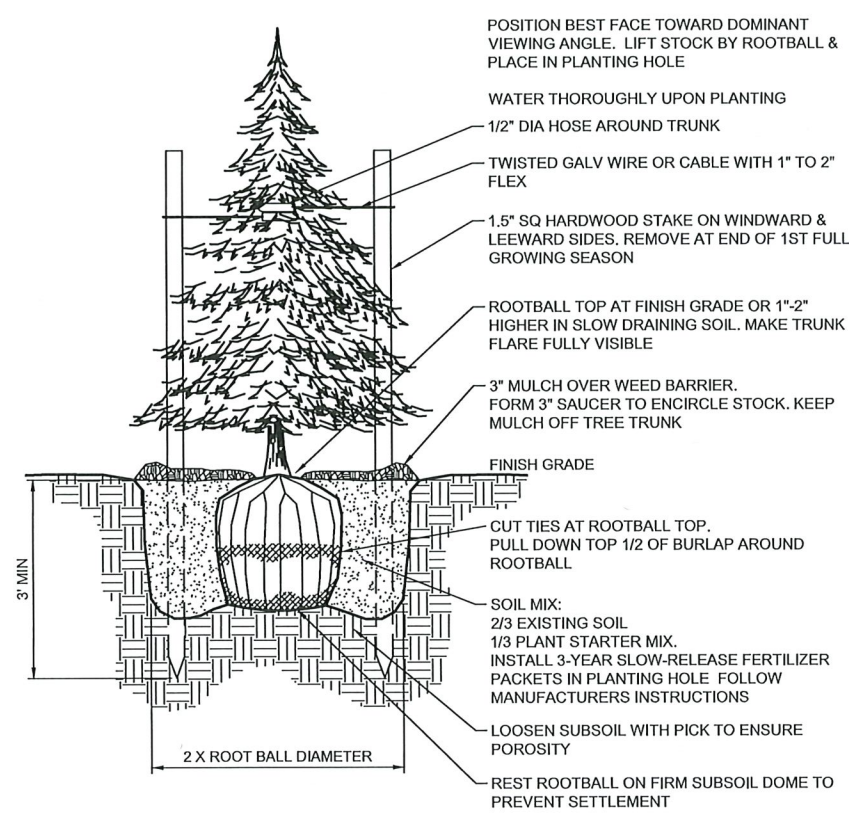 POSITION BEST FACE TOWARD DOMINANT
VIEWING ANGLE. LIFT STOCK BY ROOTBALL &
PLACE IN PLANTING HOLE
WATER THOROUGHLY UPON PLANTING
1/2" DIA HOSE AROUND TRUNK
TWISTED GALV WIRE OR CABLE WITH 1" TO 2"
FLEX
1.5" SQ HARDWOOD STAKE ON WINDWARD &
LEEWARD SIDES. REMOVE AT END OF 1ST FULL
GROWING SEASON
ROOTBALL TOP AT FINISH GRADE OR 1"-2"
HIGHER IN SLOW DRAINING SOIL. MAKE TRUNK
FLARE FULLY VISIBLE
3" MULCH OVER WEED BARRIER.
FORM 3" SAUCER TO ENCIRCLE STOCK. KEEP
MULCH OFF TREE TRUNK
FINISH GRADE
CUT TIES AT ROOTBALL TOP.
PULL DOWN TOP 1/2 OF BURLAP AROUND
ROOTBALL
SOIL MIX:
2/3 EXISTING SOIL
1/3 PLANT STARTER MIX.
INSTALL 3-YEAR SLOW-RELEASE FERTILIZER
PACKETS IN PLANTING HOLE FOLLOW
MANUFACTURERS INSTRUCTIONS
LOOSEN SUBSOIL WITH PICK TO ENSURE
POROSITY
REST ROOTBALL ON FIRM SUBSOIL DOME TO
PREVENT SETTLEMENT
3' MIN
2 X ROOT BALL DIAMETER